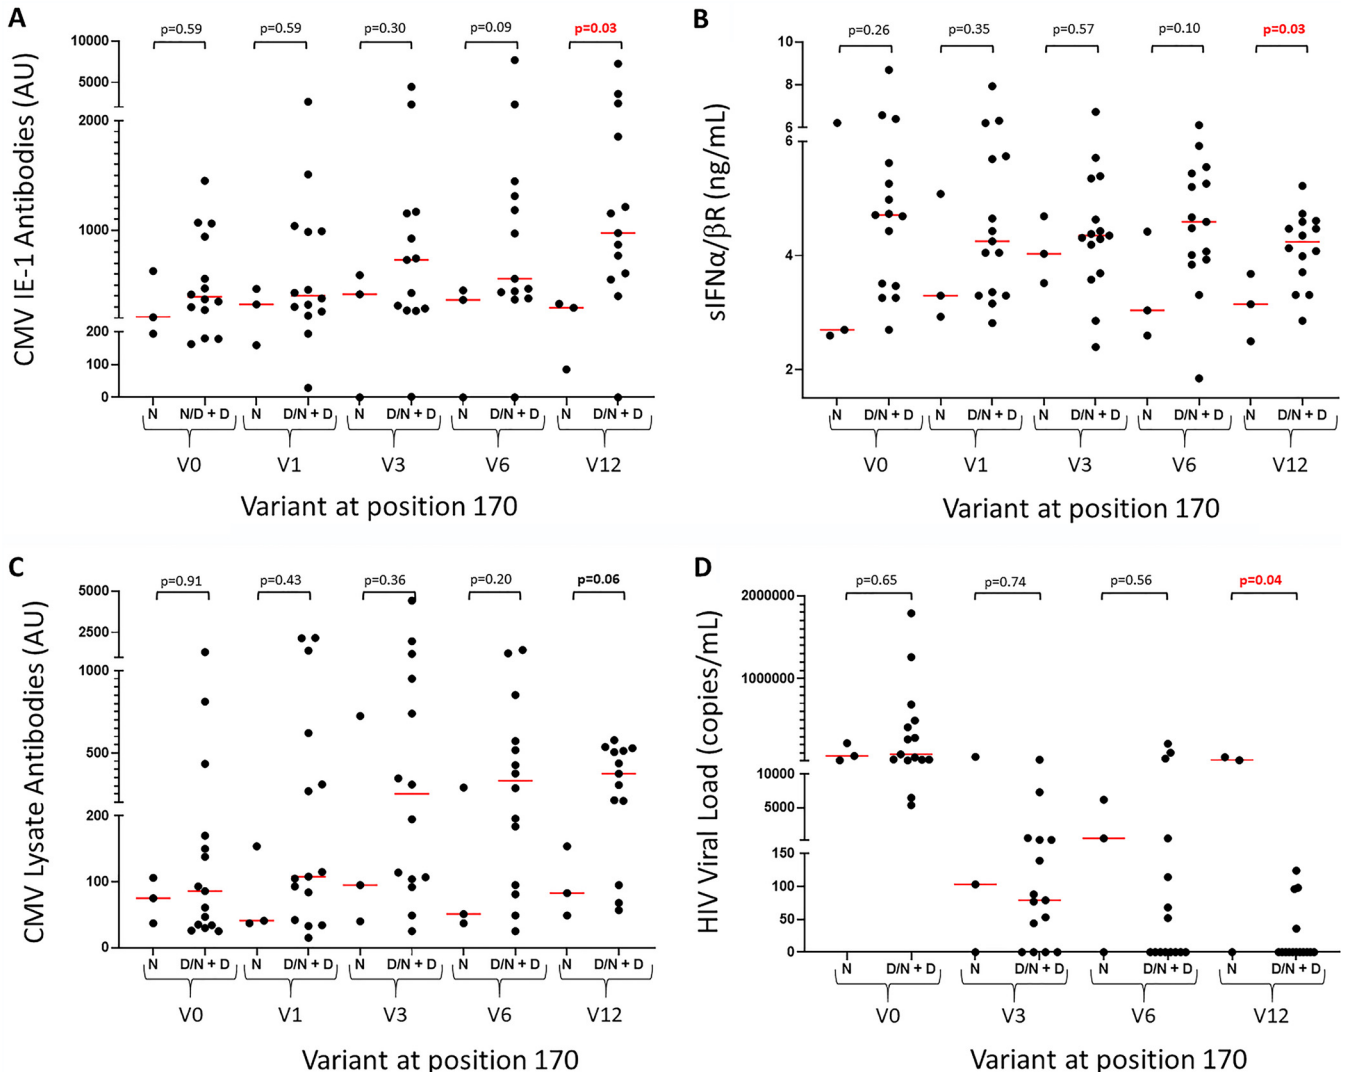 A
p=0.59
p=0.59
p=0.30
p=0.09
p=0.03
CMV IE-1 Antibodies (AU)
10000
5000
2000
1000
200
100
0
N N/D + D N D/N + D N D/N + D N D/N + D N D/N + D
V0 V1 V3 V6 V12
Variant at position 170
B
p=0.26
p=0.35
p=0.57
p=0.10
p=0.03
sIFNα/βR (ng/mL)
10
8
6
6
4
2
N D/N + D N D/N + D N D/N + D N D/N + D N D/N + D
V0 V1 V3 V6 V12
Variant at position 170
C
p=0.91
p=0.43
p=0.36
p=0.20
p=0.06
CMV Lysate Antibodies (AU)
5000
2500
1000
500
200
100
0
N D/N + D N D/N + D N D/N + D N D/N + D N D/N + D
V0 V1 V3 V6 V12
Variant at position 170
D
p=0.65
p=0.74
p=0.56
p=0.04
HIV Viral Load (copies/mL)
2000000
1000000
10000
5000
150
100
50
0
N D/N + D N D/N + D N D/N + D N D/N + D
V0 V3 V6 V12
Variant at position 170